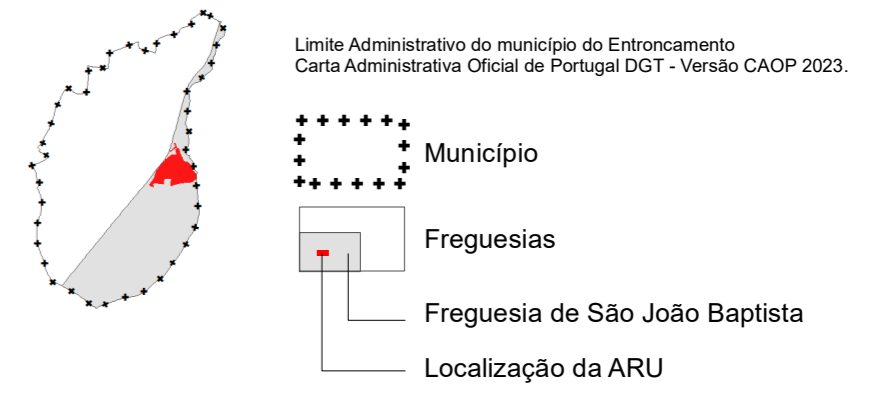 Limite Administrativo do município do Entroncamento
Carta Administrativa Oficial de Portugal DGT - Versão CAOP 2023.
Município
Freguesias
Freguesia de São João Baptista
Localização da ARU